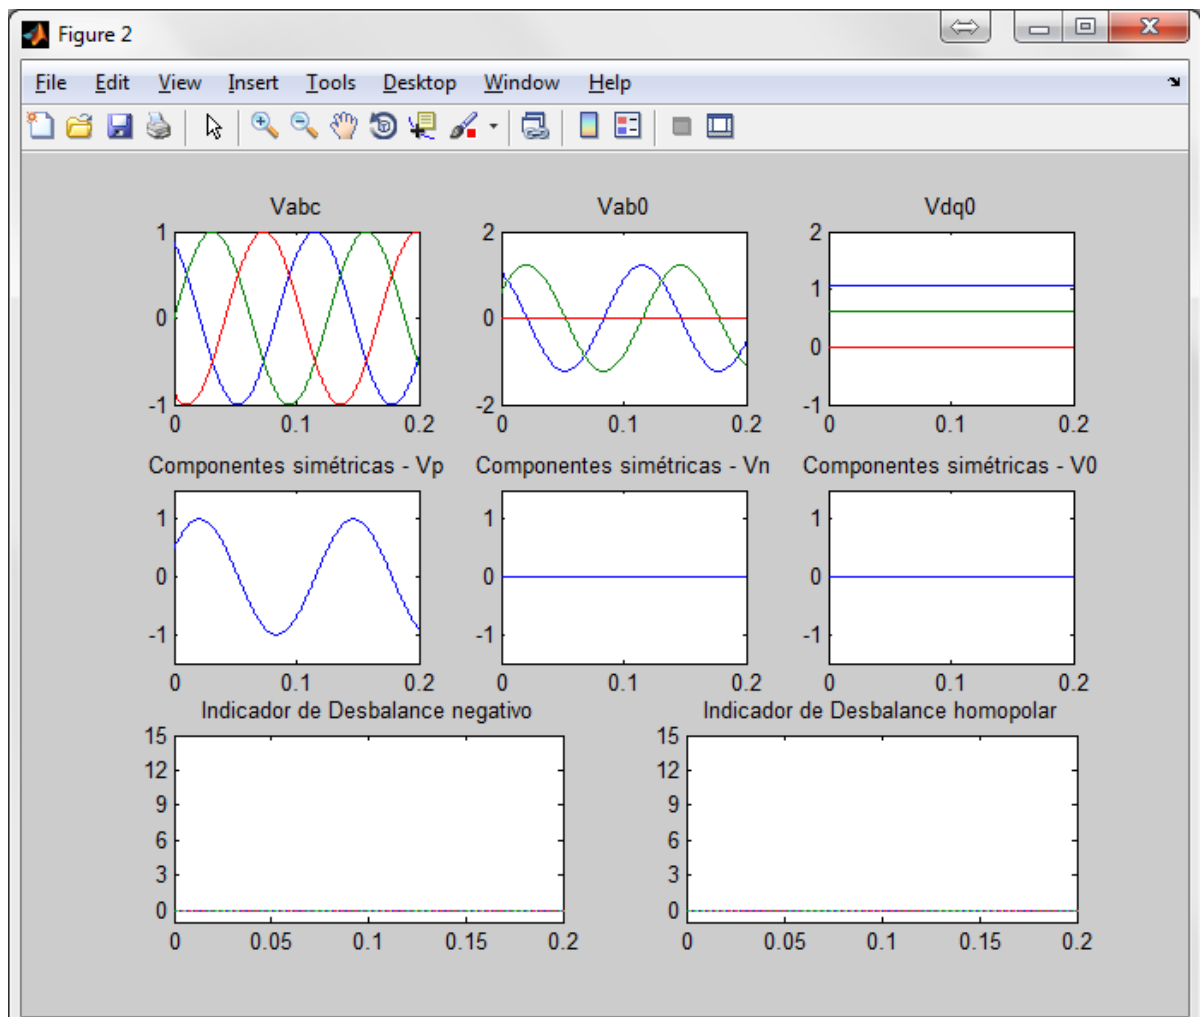 Figure 2
File Edit View Insert Tools Desktop Window Help
Vabc Vab0 Vdq0
1 2 2
1
0 0 0
-1 -2 -1
0 0.1 0.2 0 0.1 0.2 0 0.1 0.2
Componentes simétricas - Vp Componentes simétricas - Vn Componentes simétricas - V0
1 1 1
0 0 0
-1 -1 -1
0 0.1 0.2 0 0.1 0.2 0 0.1 0.2
Indicador de Desbalance negativo Indicador de Desbalance homopolar
15 15
12 12
9 9
6 6
3 3
0 0
0 0.05 0.1 0.15 0.2 0 0.05 0.1 0.15 0.2